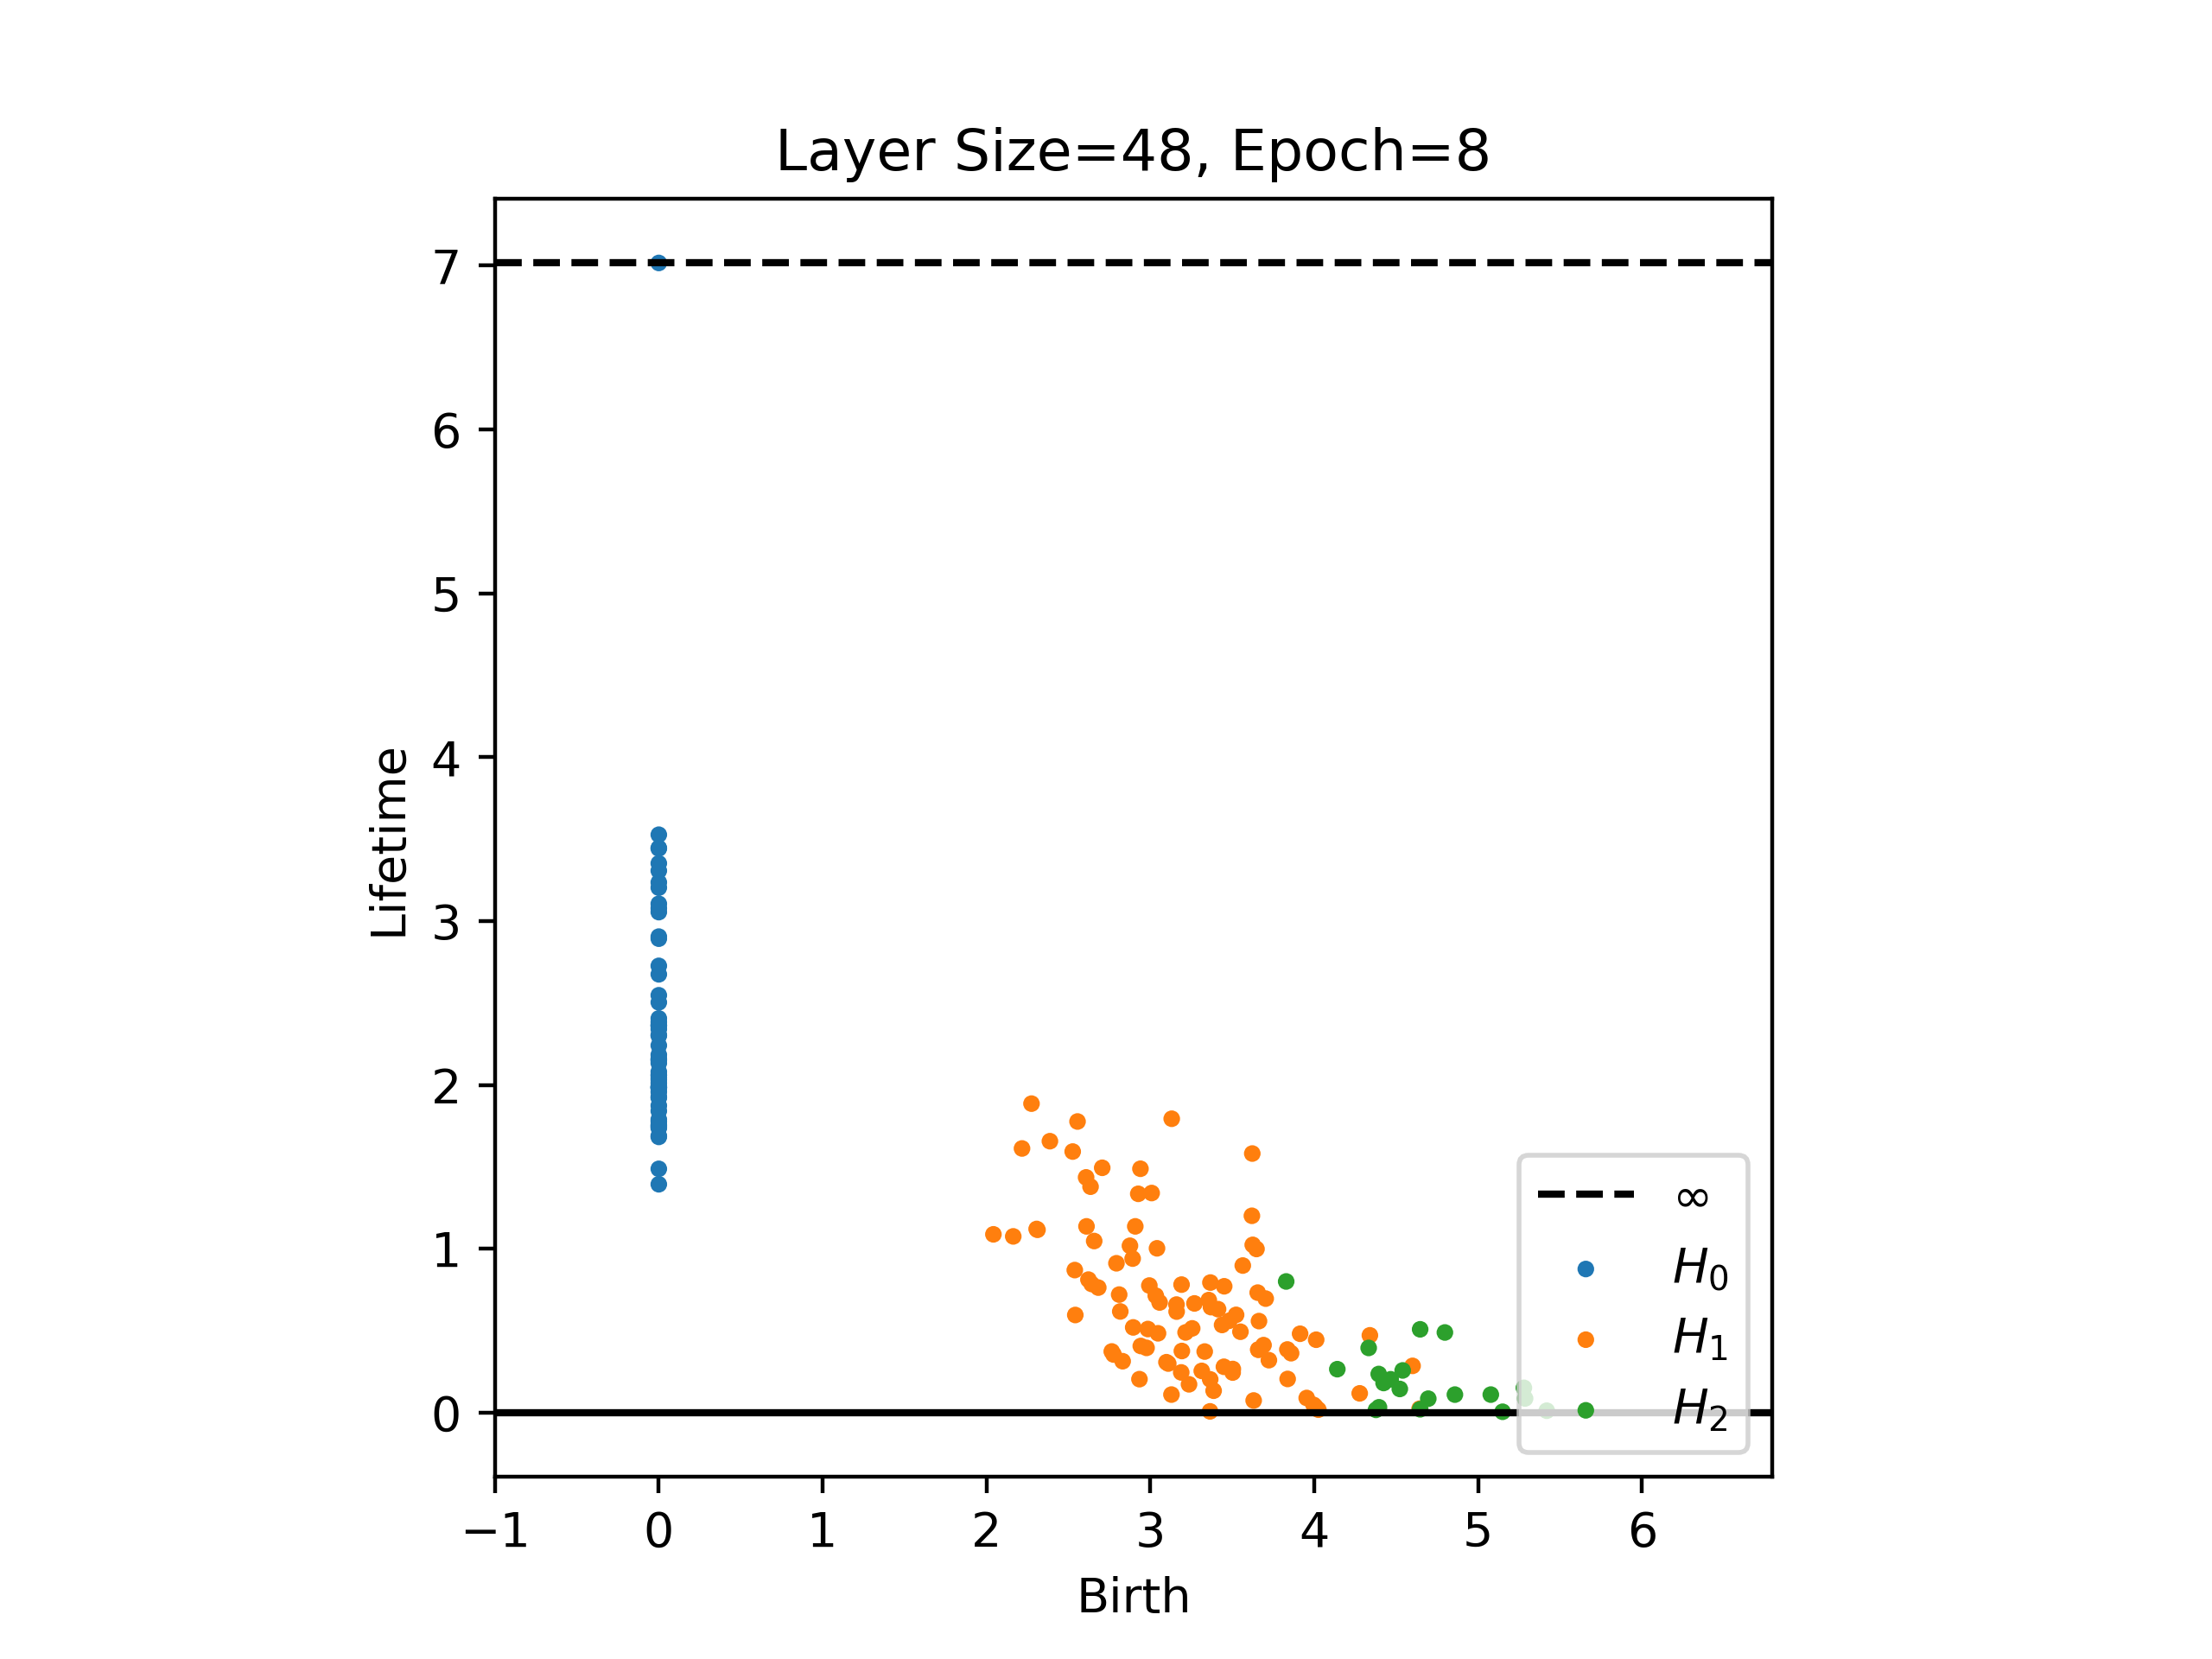 Layer Size=48, Epoch=8
Lifetime
7
6
5
4
3
2
1
0
∞
H₀
H₁
H₂
−1 0 1 2 3 4 5 6
Birth